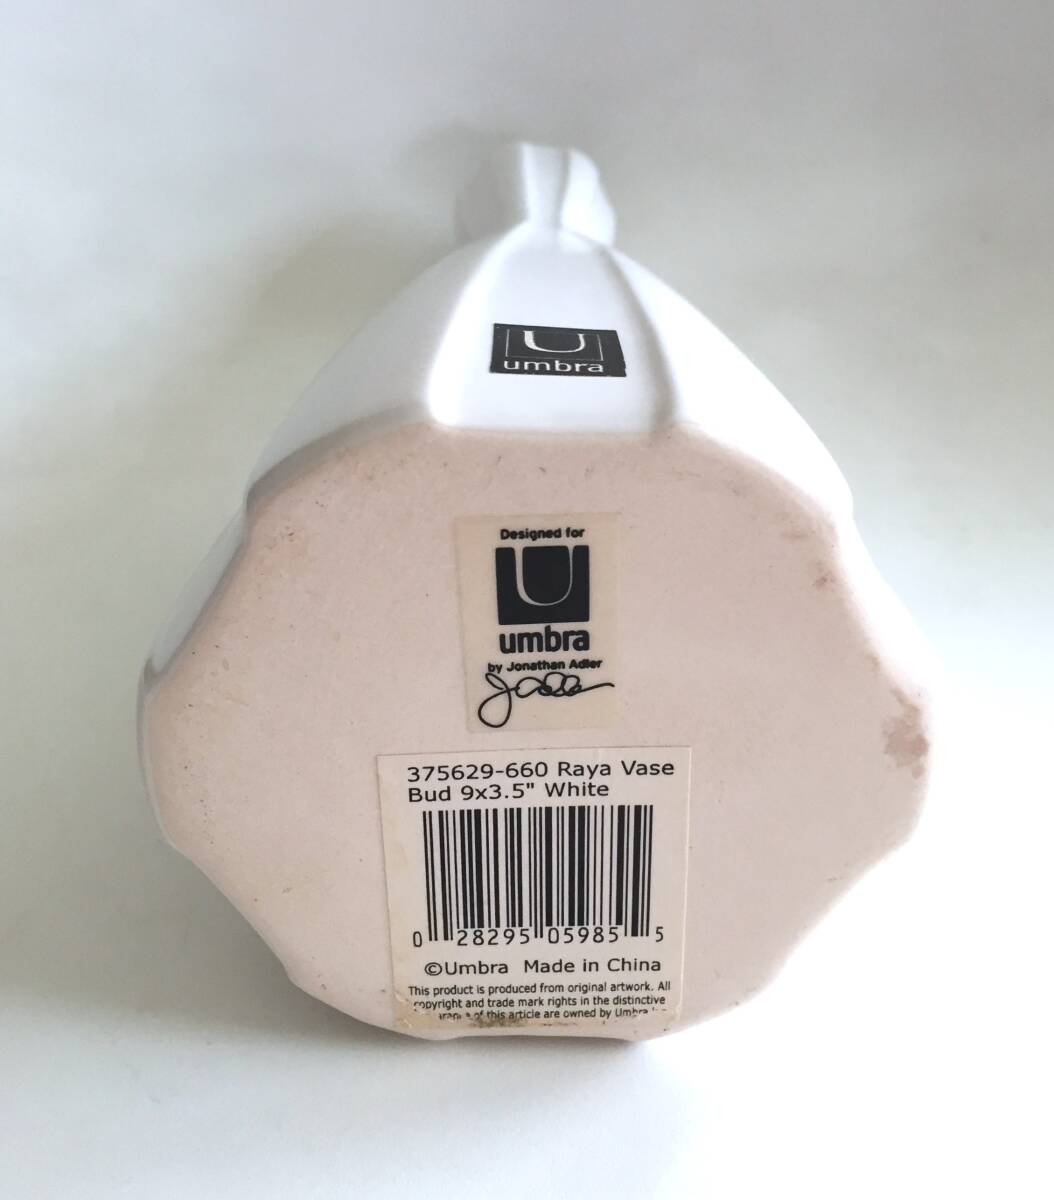 U
umbra
Designed for
U
umbra
by Jonathan Adler
375629-660 Raya Vase
Bud 9x3.5" White
0 28295 05985 5
©Umbra Made in China
This product is produced from original artwork. All
copyright and trade mark rights in the distinctive
of this article are owned by Umbra